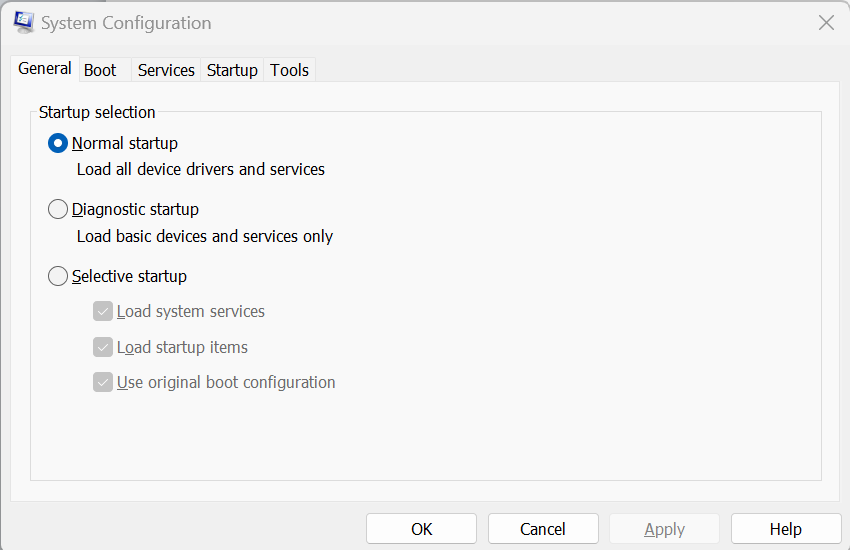 System Configuration
General Boot Services Startup Tools
Startup selection
Normal startup
Load all device drivers and services
Diagnostic startup
Load basic devices and services only
Selective startup
Load system services
Load startup items
Use original boot configuration
OK Cancel Apply Help